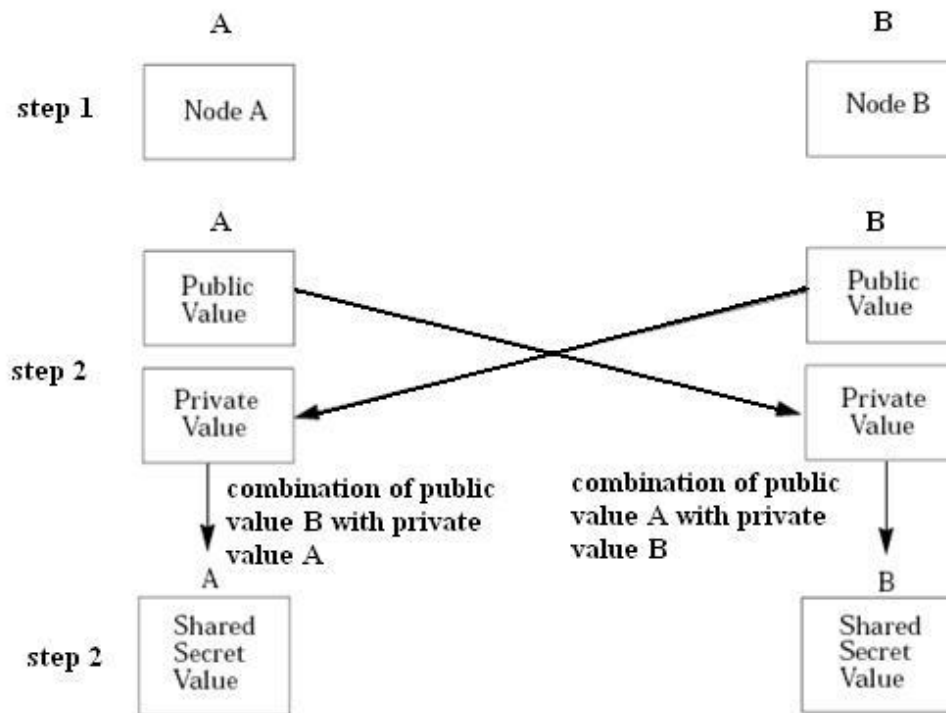 A
B
step 1
Node A
Node B
A
B
Public
Value
Public
Value
step 2
Private
Value
Private
Value
combination of public
value B with private
value A
combination of public
value A with private
value B
A
B
step 2
Shared
Secret
Value
Shared
Secret
Value